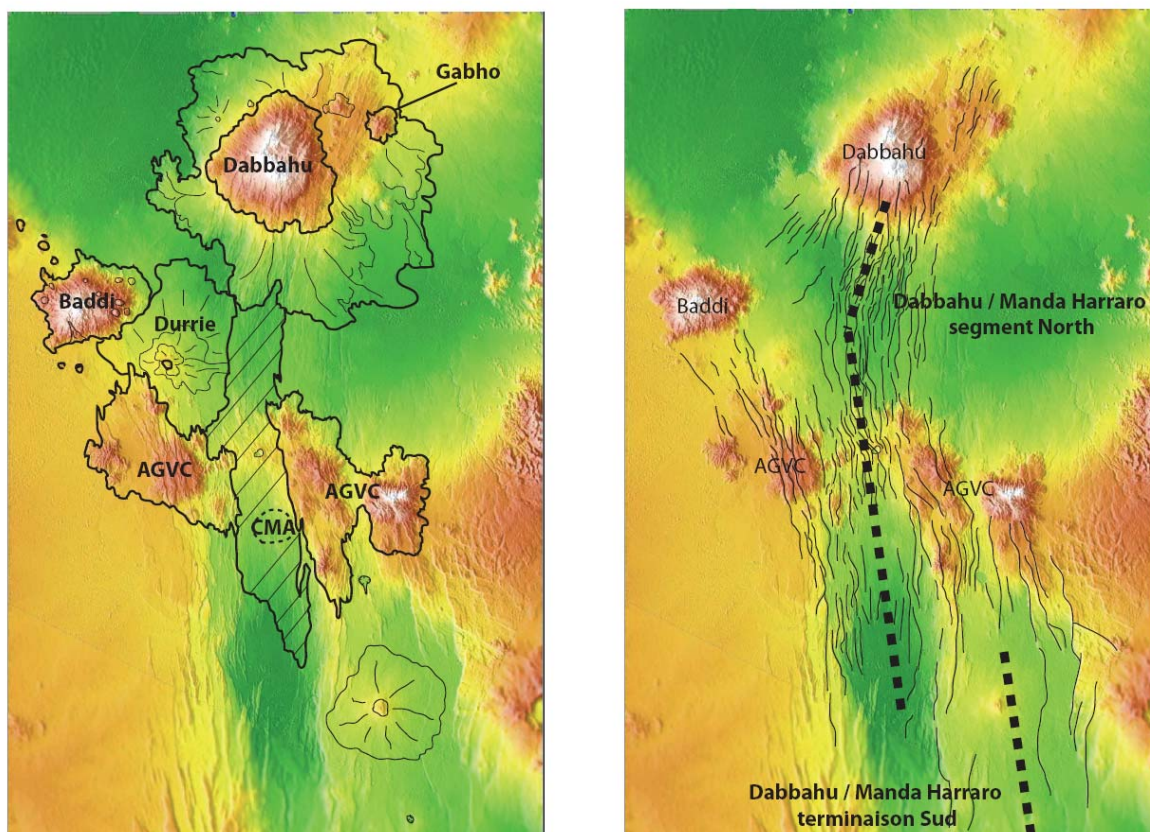 Gabho
Dabbahu
Baddi
Durrie
AGVC
AGVC
CMA
Dabbahu
Baddi
Dabbahu / Manda Harraro
segment North
AGVC
AGVC
Dabbahu / Manda Harraro
terminaison Sud